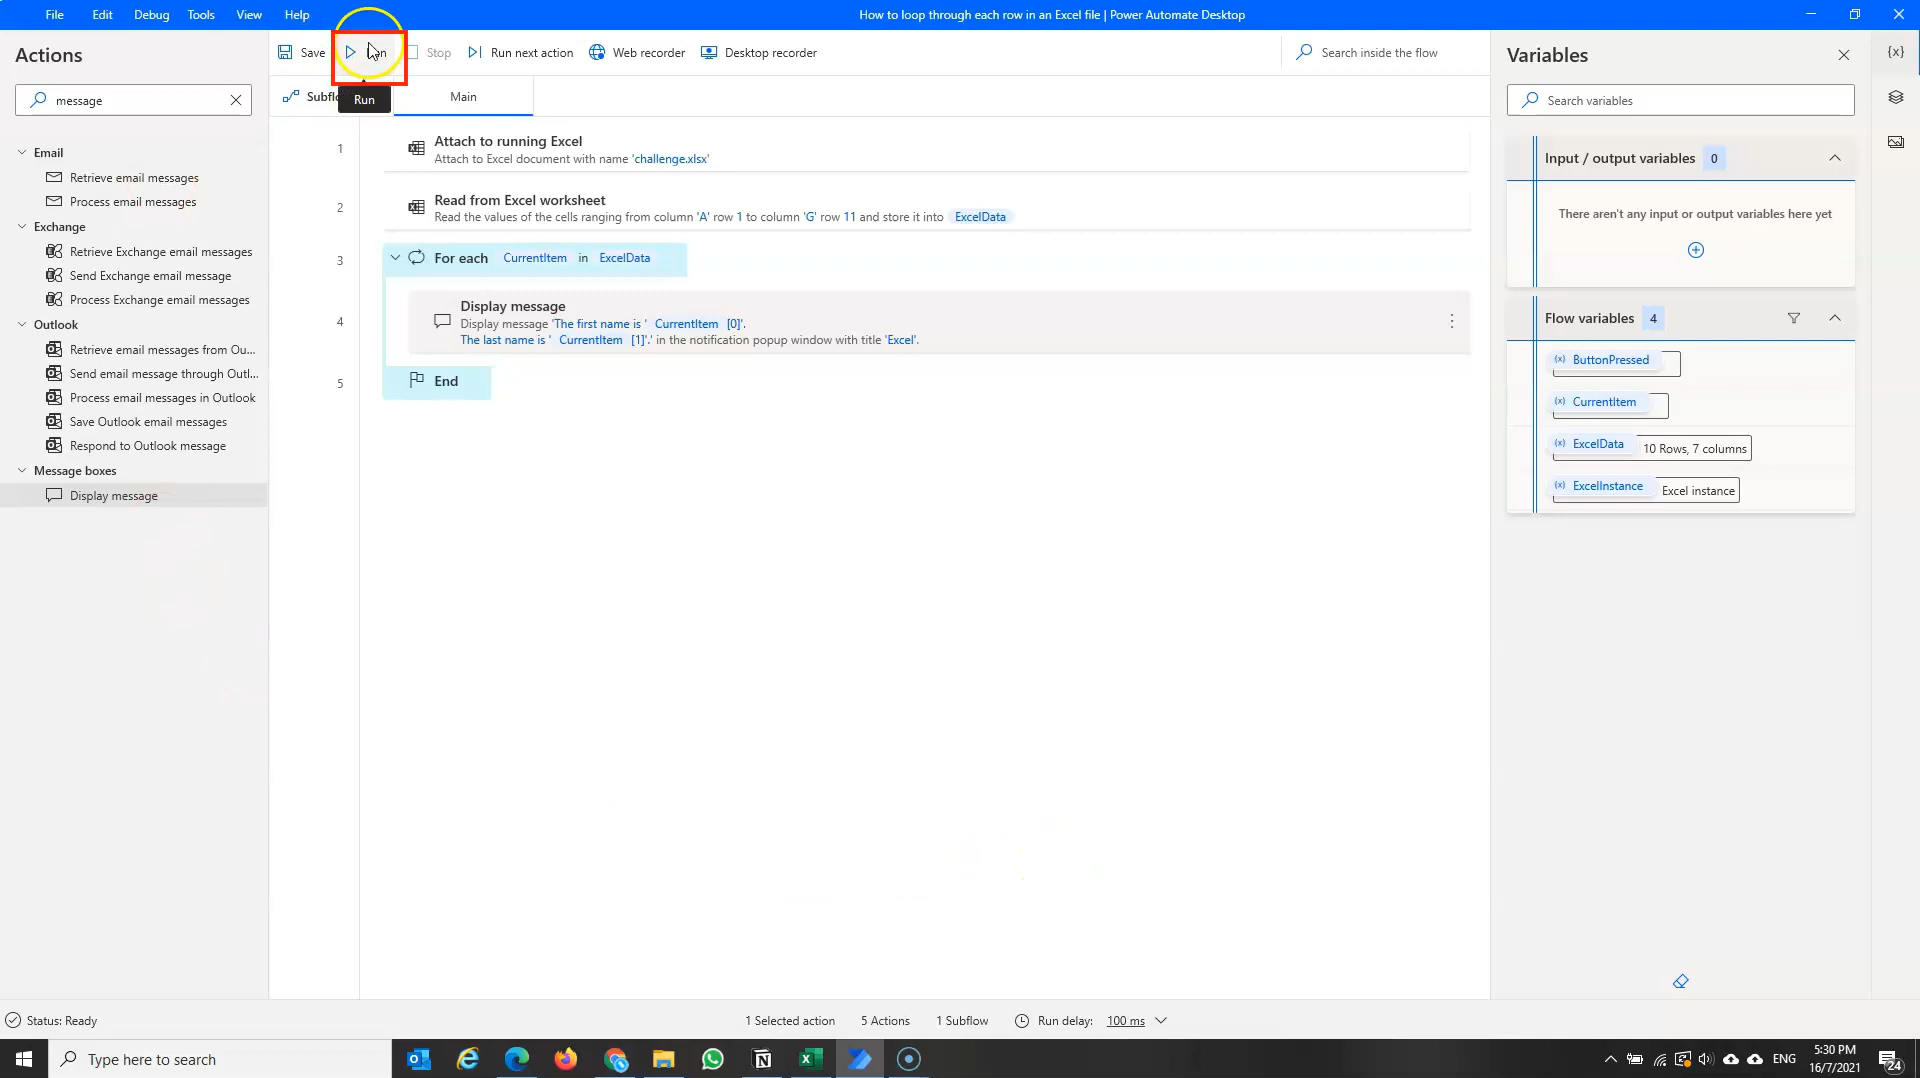 File Edit Debug Tools View Help
How to loop through each row in an Excel file | Power Automate Desktop
Actions
message
Email
Retrieve email messages
Process email messages
Exchange
Retrieve Exchange email messages
Send Exchange email message
Process Exchange email messages
Outlook
Retrieve email messages from Ou...
Send email message through Outl...
Process email messages in Outlook
Save Outlook email messages
Respond to Outlook message
Message boxes
Display message
Save Stop Run next action Web recorder Desktop recorder
Search inside the flow
Run
Main
1
Attach to running Excel
Attach to Excel document with name 'challenge.xlsx'
2
Read from Excel worksheet
Read the values of the cells ranging from column 'A' row 1 to column 'G' row 11 and store it into ExcelData
3
For each CurrentItem in ExcelData
4
Display message
Display message 'The first name is ' CurrentItem [0]'.
The last name is ' CurrentItem [1]'.' in the notification popup window with title 'Excel'.
5
End
Variables
{x}
Search variables
Input / output variables 0
There aren't any input or output variables here yet
Flow variables 4
(x) ButtonPressed
(x) CurrentItem
(x) ExcelData 10 Rows, 7 columns
(x) ExcelInstance Excel instance
Status: Ready
1 Selected action 5 Actions 1 Subflow Run delay: 100 ms
Type here to search
ENG
5:30 PM
16/7/2021
24